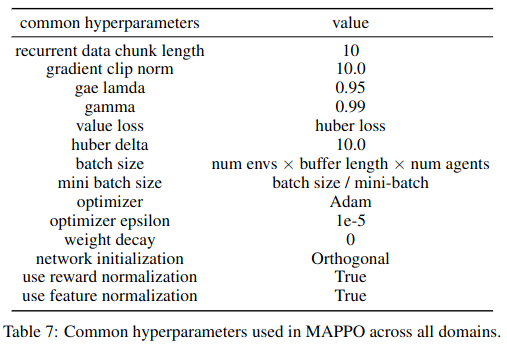 common hyperparameters value
recurrent data chunk length 10
gradient clip norm 10.0
gae lamda 0.95
gamma 0.99
value loss huber loss
huber delta 10.0
batch size num envs × buffer length × num agents
mini batch size batch size / mini-batch
optimizer Adam
optimizer epsilon 1e-5
weight decay 0
network initialization Orthogonal
use reward normalization True
use feature normalization True
Table 7: Common hyperparameters used in MAPPO across all domains.